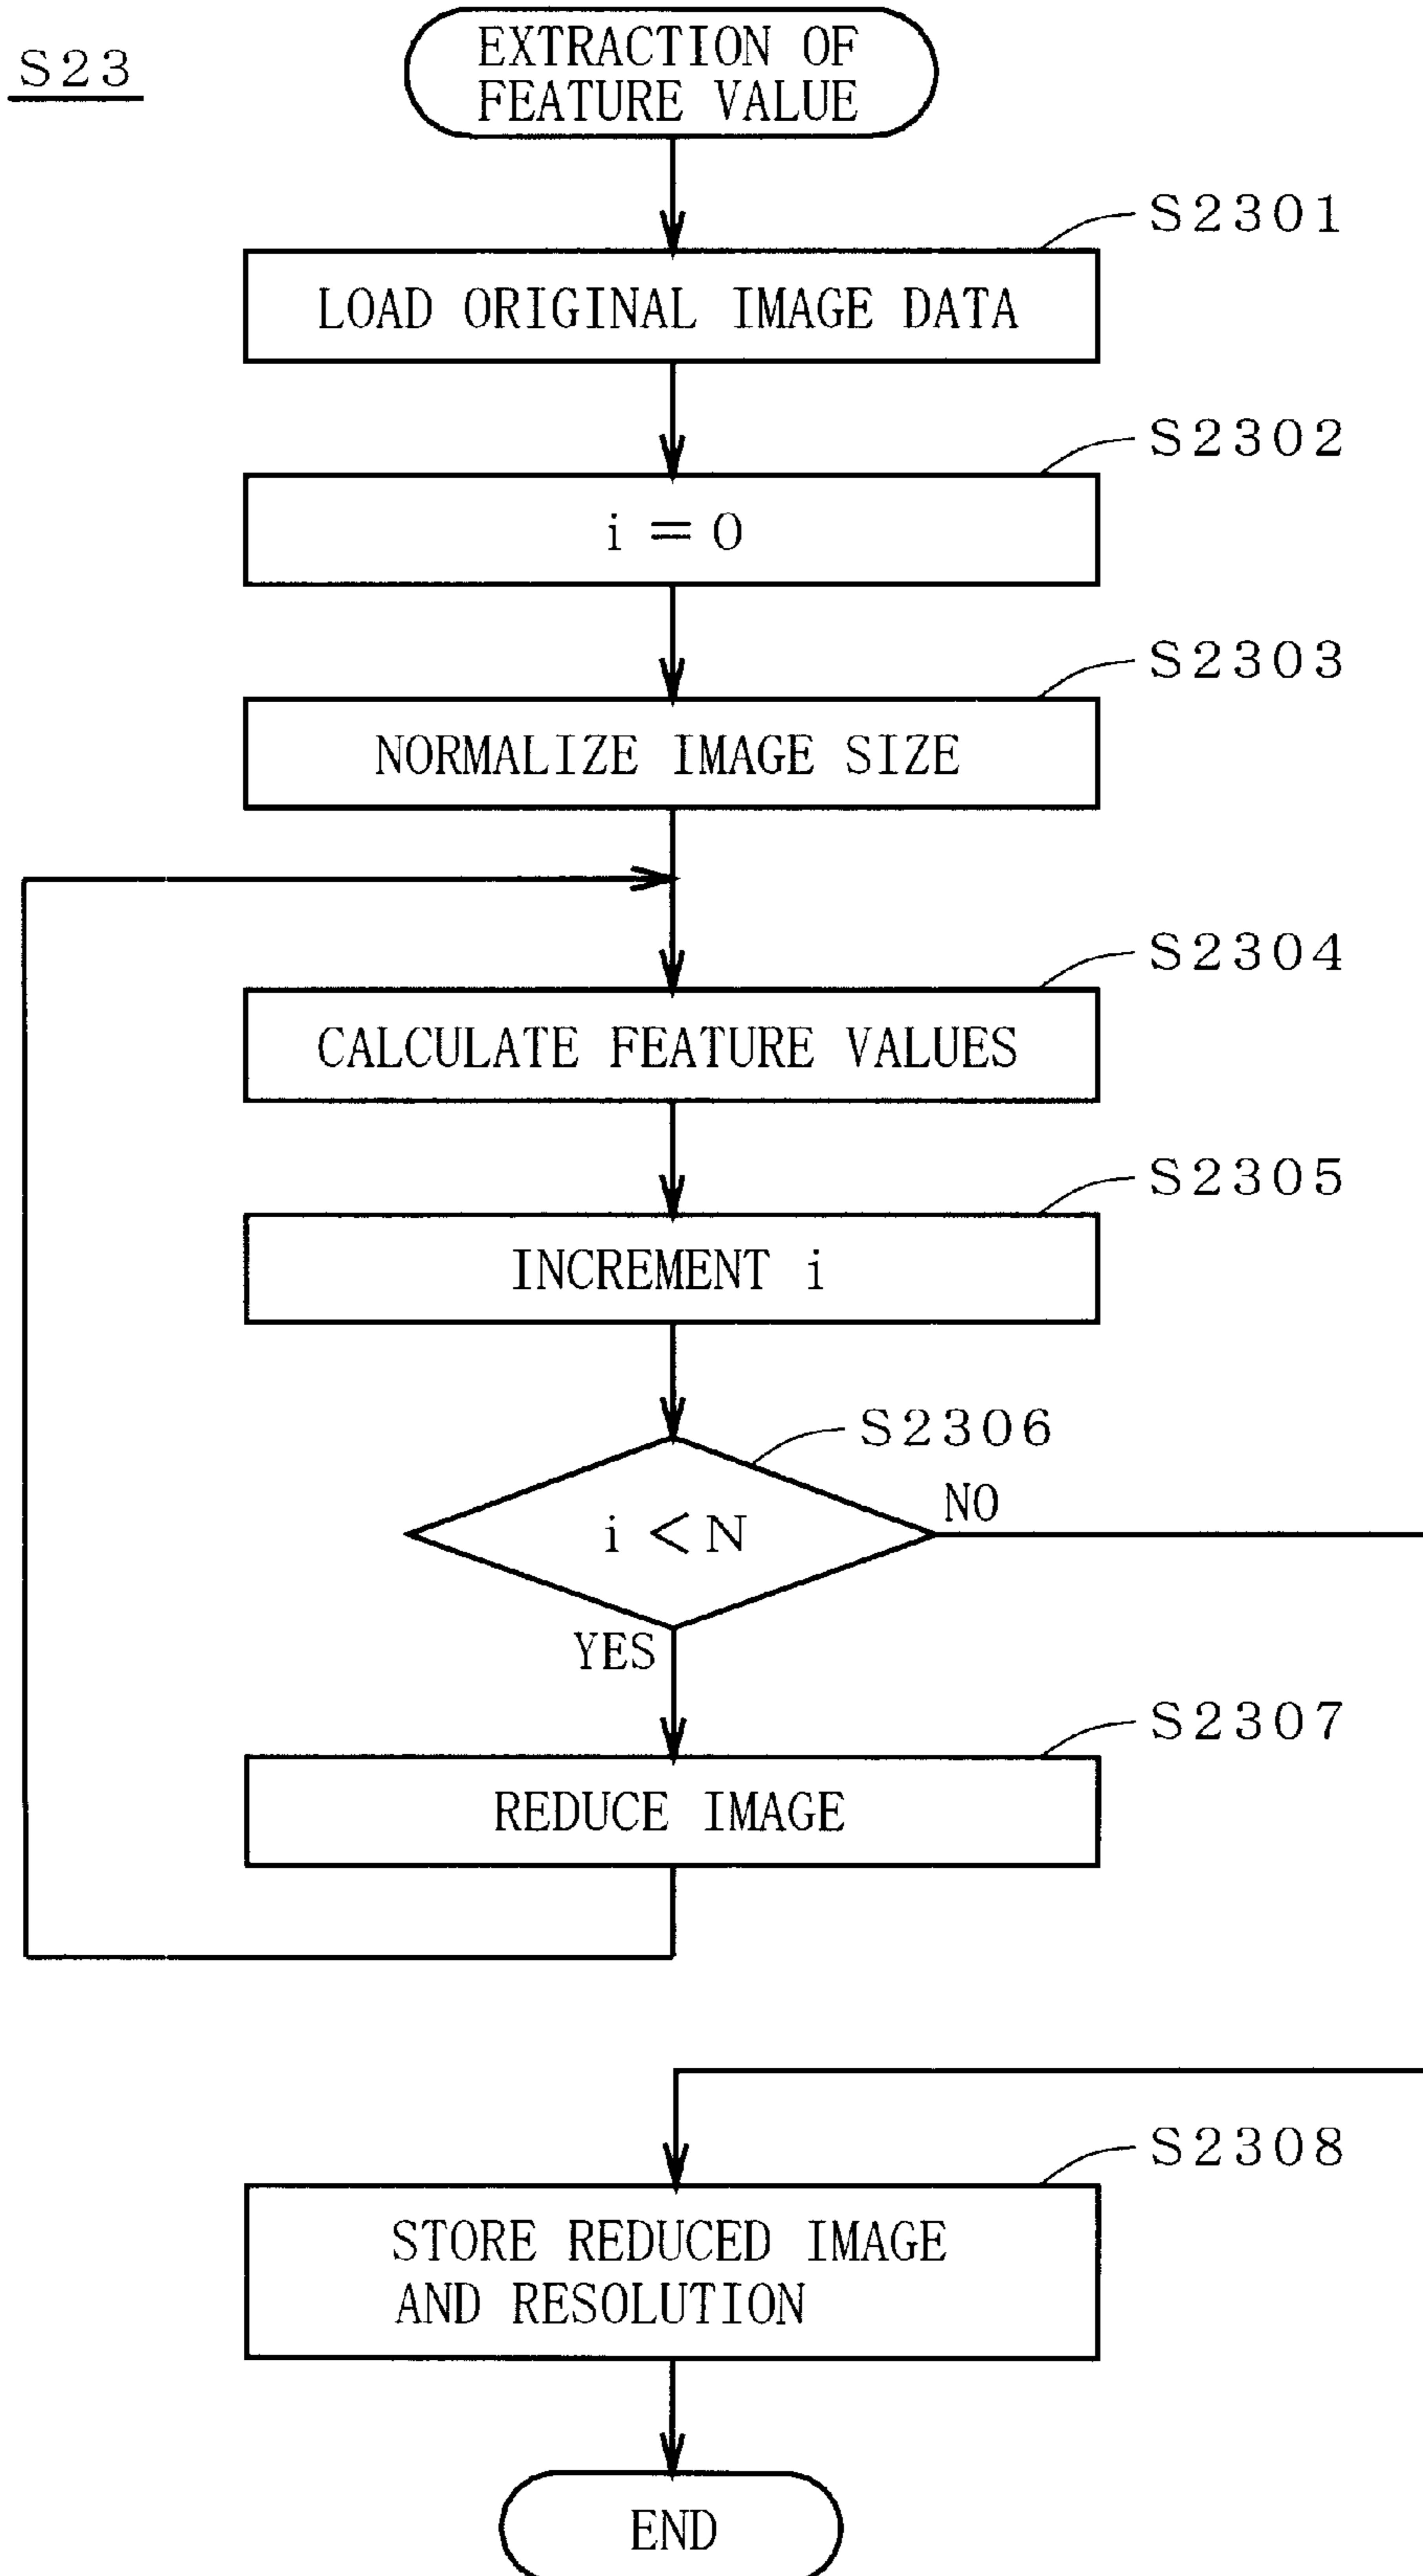 S23
EXTRACTION OF
FEATURE VALUE
S2301
LOAD ORIGINAL IMAGE DATA
S2302
i = 0
S2303
NORMALIZE IMAGE SIZE
S2304
CALCULATE FEATURE VALUES
S2305
INCREMENT i
S2306
i < N
NO
YES
S2307
REDUCE IMAGE
S2308
STORE REDUCED IMAGE
AND RESOLUTION
END